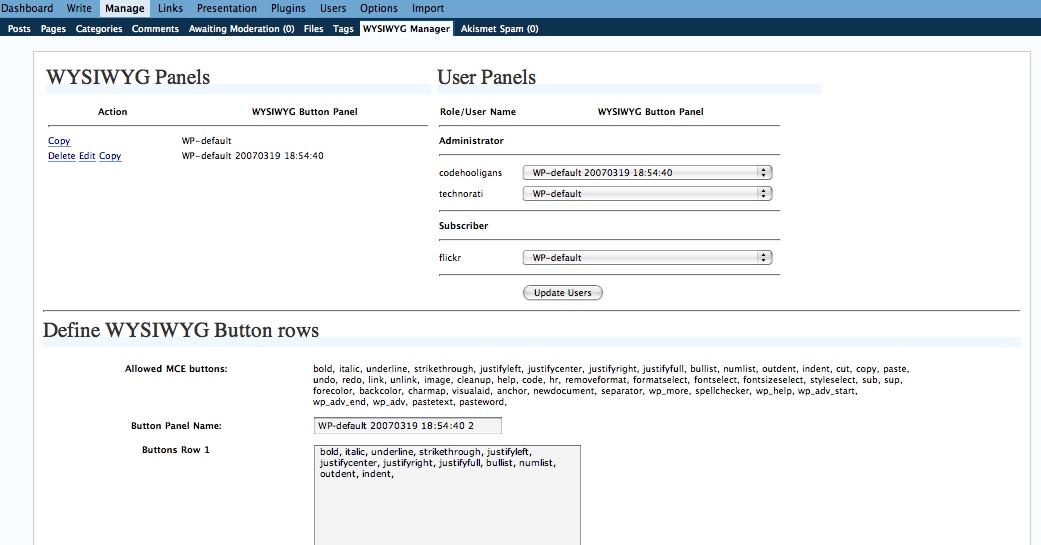 Dashboard Write Manage Links Presentation Plugins Users Options Import
Posts Pages Categories Comments Awaiting Moderation (0) Files Tags WYSIWYG Manager Akismet Spam (0)
WYSIWYG Panels
Action WYSIWYG Button Panel
Copy WP-default
Delete Edit Copy WP-default 20070319 18:54:40
User Panels
Role/User Name WYSIWYG Button Panel
Administrator
codehooligans WP-default 20070319 18:54:40
technorati WP-default
Subscriber
flickr WP-default
Update Users
Define WYSIWYG Button rows
Allowed MCE buttons: bold, italic, underline, strikethrough, justifyleft, justifycenter, justifyright, justifyfull, bullist, numlist, outdent, indent, cut, copy, paste,
undo, redo, link, unlink, image, cleanup, help, code, hr, removeformat, formatselect, fontselect, fontsizeselect, styleselect, sub, sup,
forecolor, backcolor, charmap, visualaid, anchor, newdocument, separator, wp_more, spellchecker, wp_help, wp_adv_start,
wp_adv_end, wp_adv, pastetext, pasteword,
Button Panel Name: WP-default 20070319 18:54:40 2
Buttons Row 1 bold, italic, underline, strikethrough, justifyleft,
justifycenter, justifyright, justifyfull, bullist, numlist,
outdent, indent,